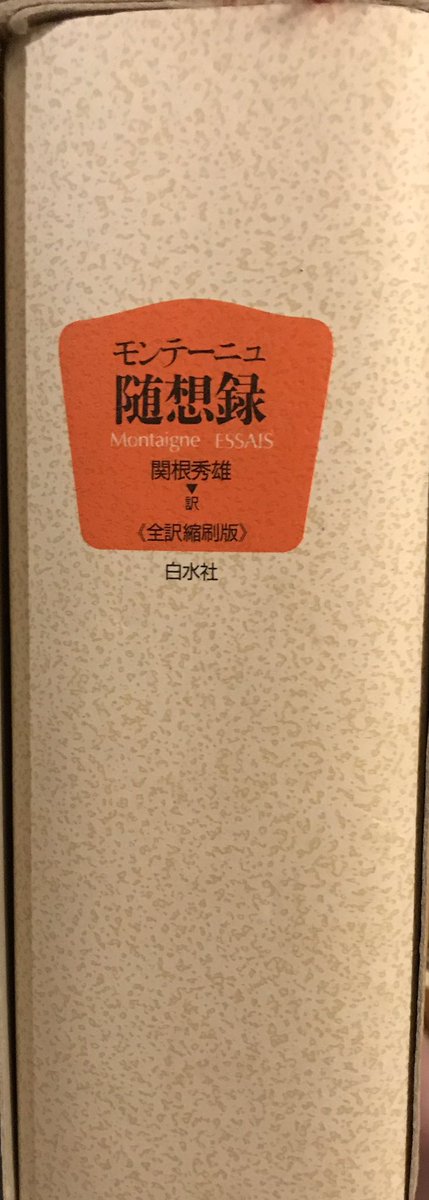 モンテーニュ
随想録
Montaigne ESSAIS
関根秀雄
▼
訳
《全訳縮刷版》
白水社